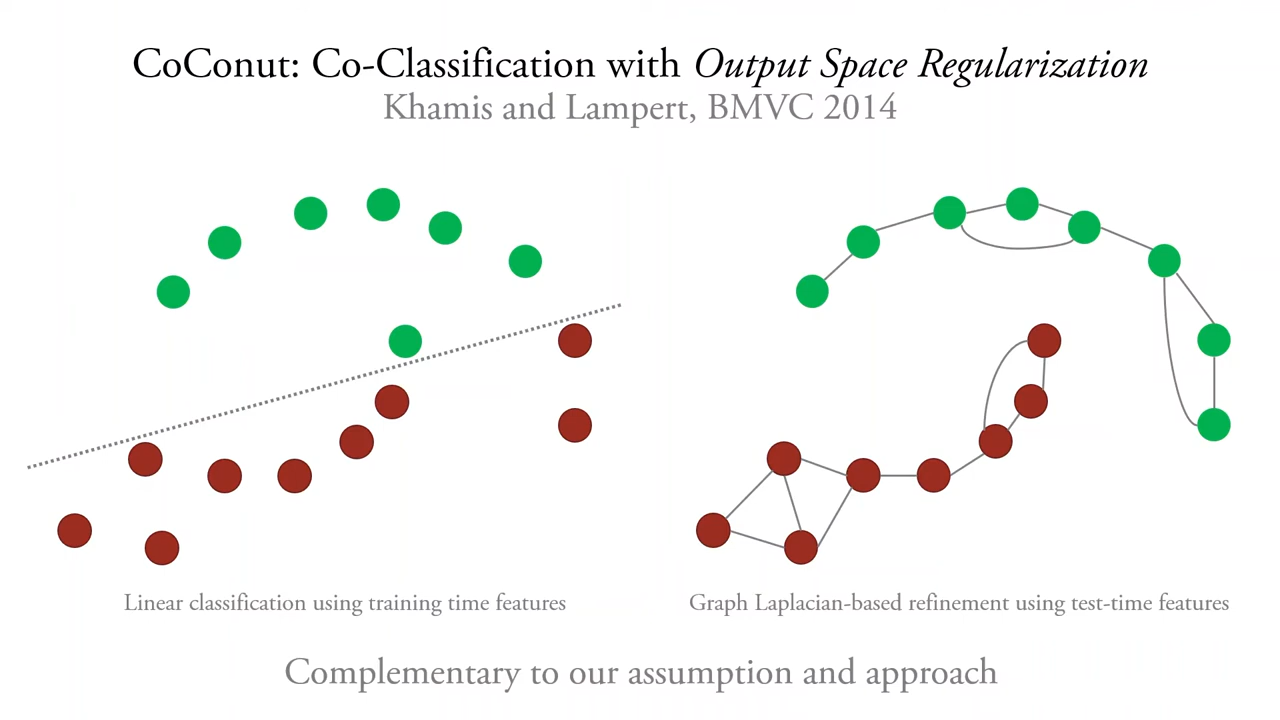 CoConut: Co-Classification with Output Space Regularization
Khamis and Lampert, BMVC 2014
Linear classification using training time features
Graph Laplacian-based refinement using test-time features
Complementary to our assumption and approach